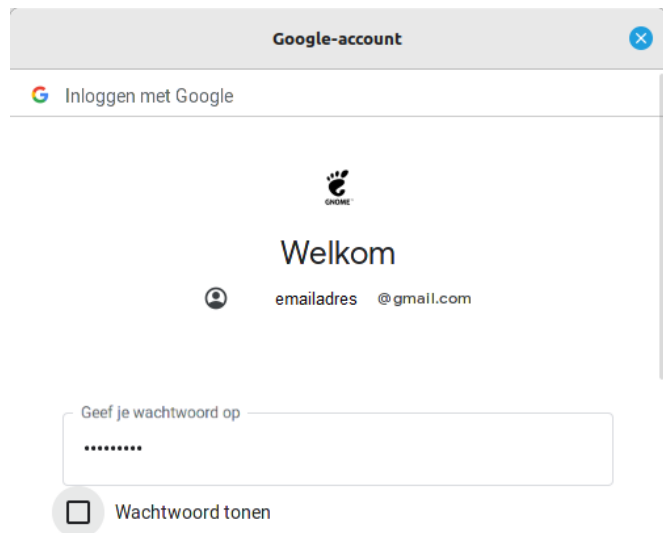 Google-account
Inloggen met Google
GNOME
Welkom
emailadres @gmail.com
Geef je wachtwoord op
•••••••••
Wachtwoord tonen